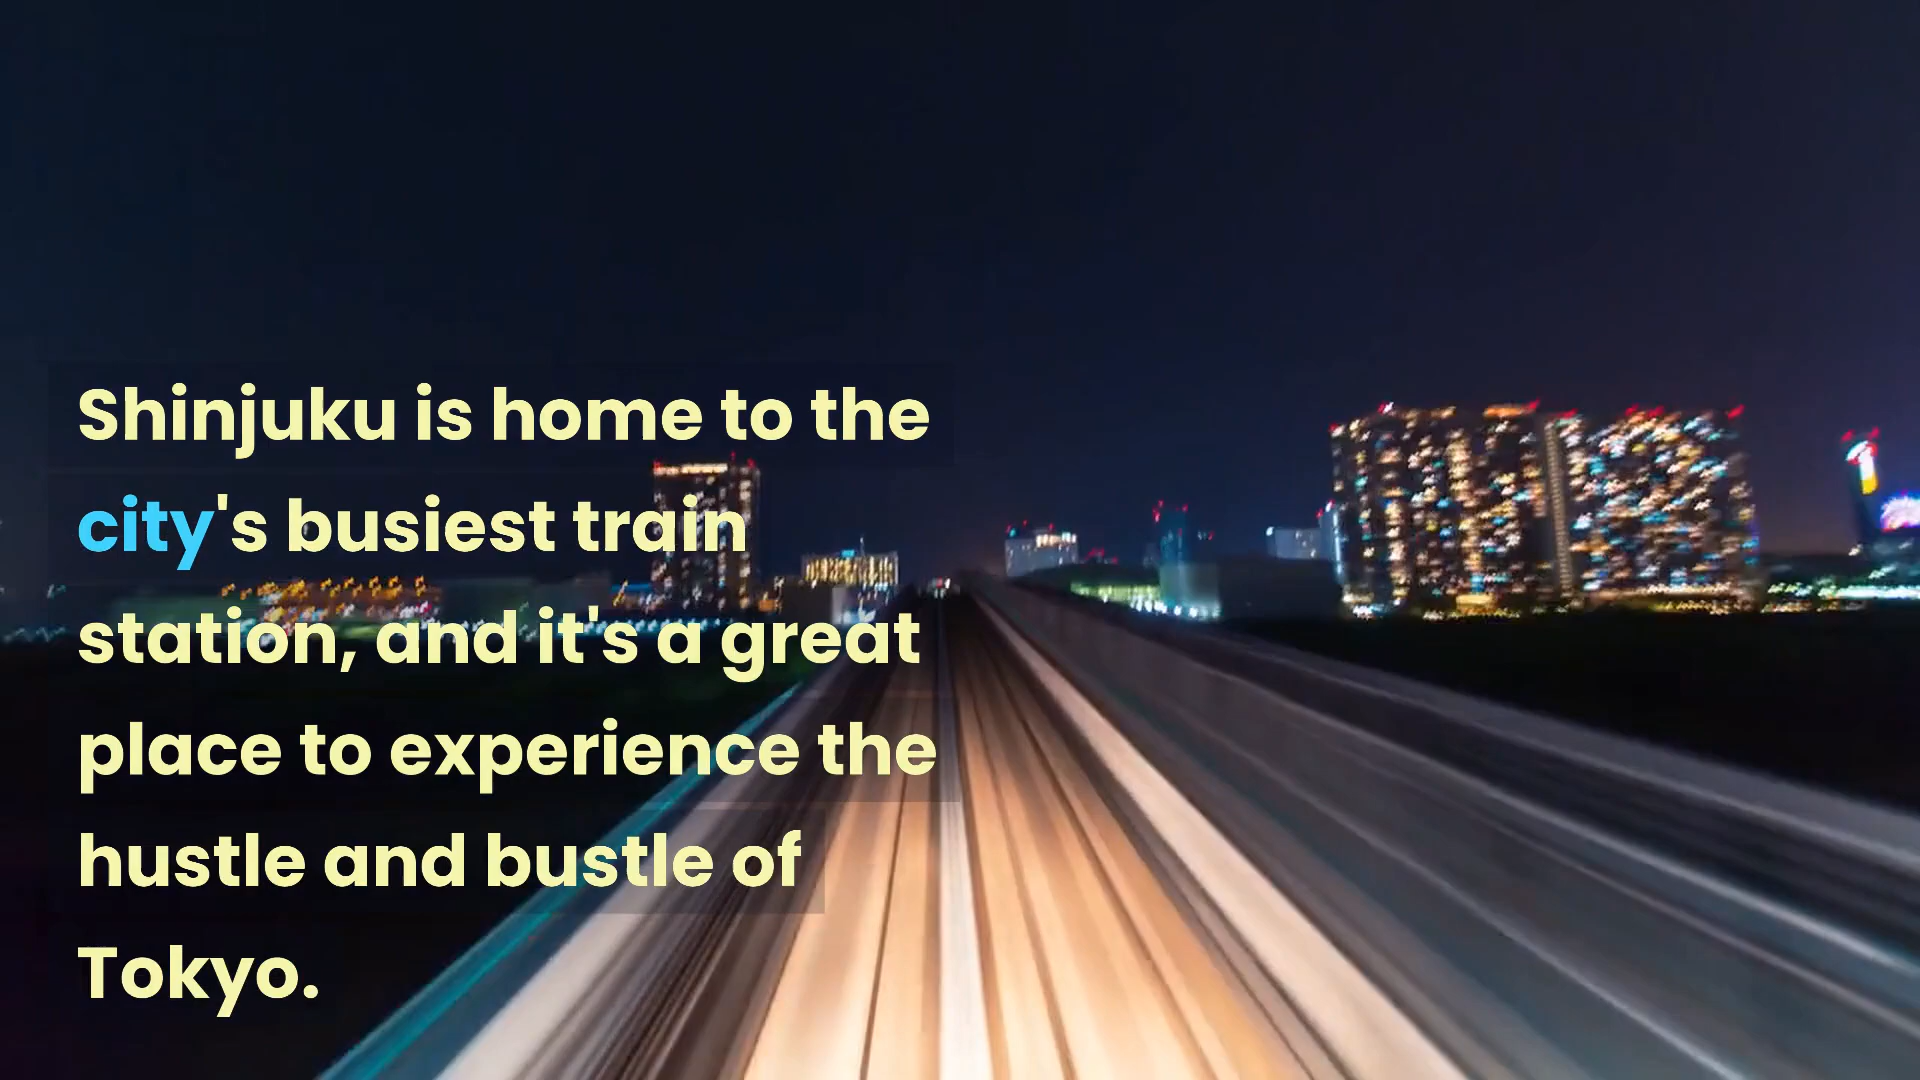 Shinjuku is home to the
city's busiest train
station, and it's a great
place to experience the
hustle and bustle of
Tokyo.